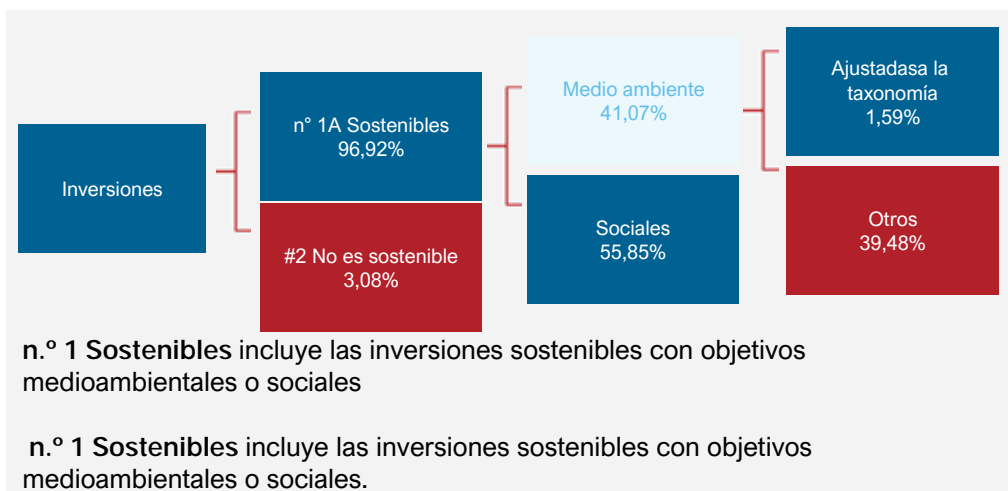 Inversiones
n° 1A Sostenibles
96,92%
#2 No es sostenible
3,08%
Medio ambiente
41,07%
Sociales
55,85%
Ajustadasa la
taxonomía
1,59%
Otros
39,48%
n.º 1 Sostenibles incluye las inversiones sostenibles con objetivos
medioambientales o sociales
n.º 1 Sostenibles incluye las inversiones sostenibles con objetivos
medioambientales o sociales.